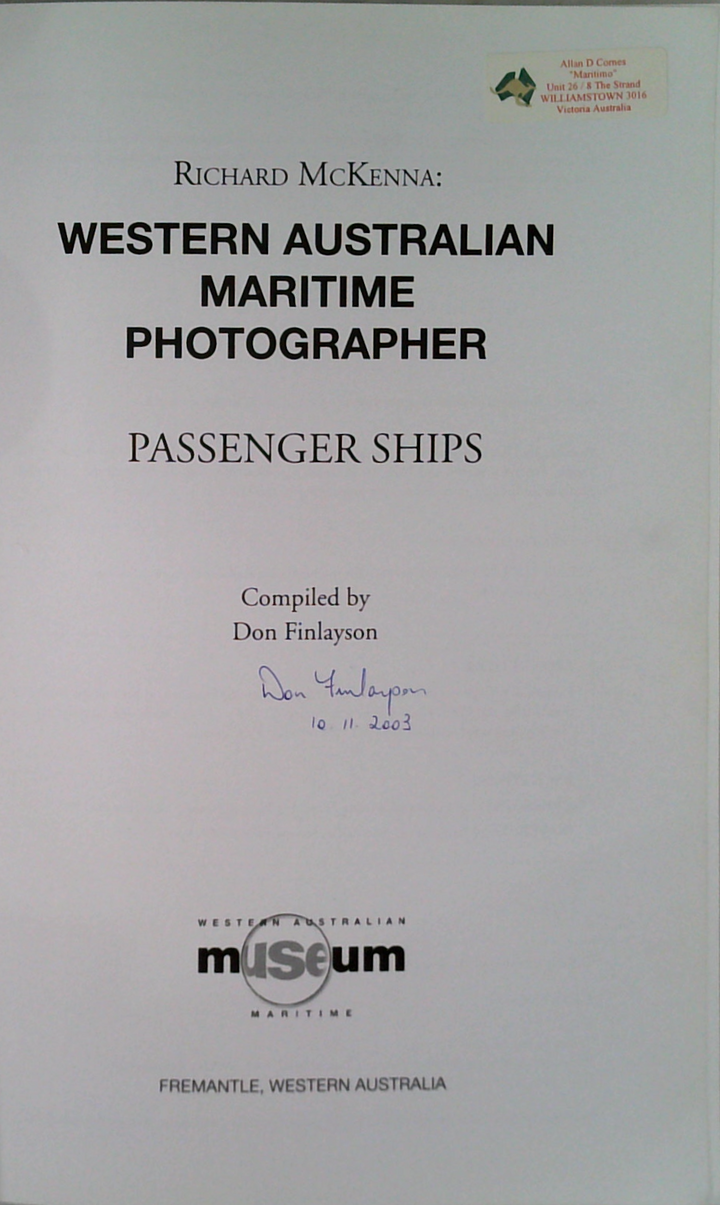 Allan D Comes
"Maritimo"
Unit 26 / 8 The Strand
WILLIAMSTOWN 3016
Victoria Australia
RICHARD MCKENNA:
WESTERN AUSTRALIAN
MARITIME
PHOTOGRAPHER
PASSENGER SHIPS
Compiled by
Don Finlayson
Don Finlayson
10. 11. 2003
WESTERN AUSTRALIAN
museum
MARITIME
FREMANTLE, WESTERN AUSTRALIA